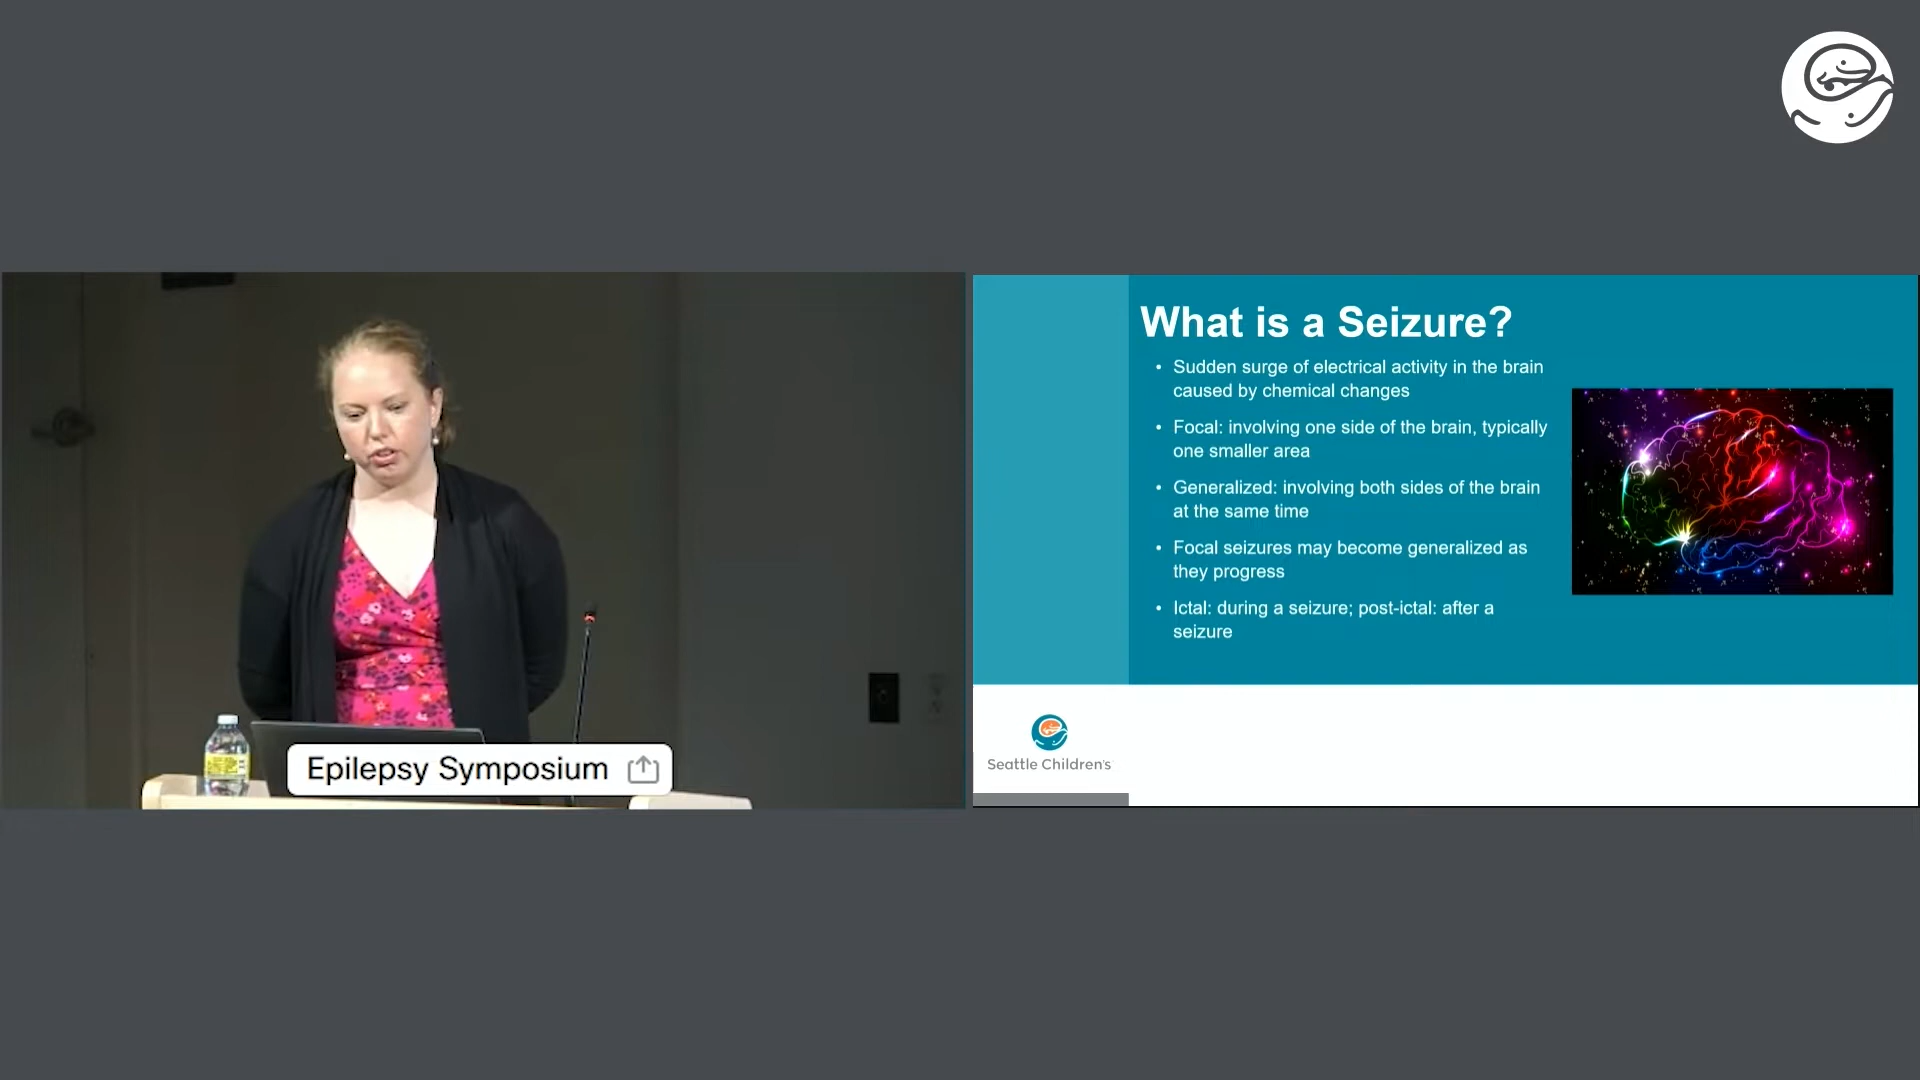 Epilepsy Symposium
What is a Seizure?
• Sudden surge of electrical activity in the brain
caused by chemical changes
• Focal: involving one side of the brain, typically
one smaller area
• Generalized: involving both sides of the brain
at the same time
• Focal seizures may become generalized as
they progress
• Ictal: during a seizure; post-ictal: after a
seizure
Seattle Children's